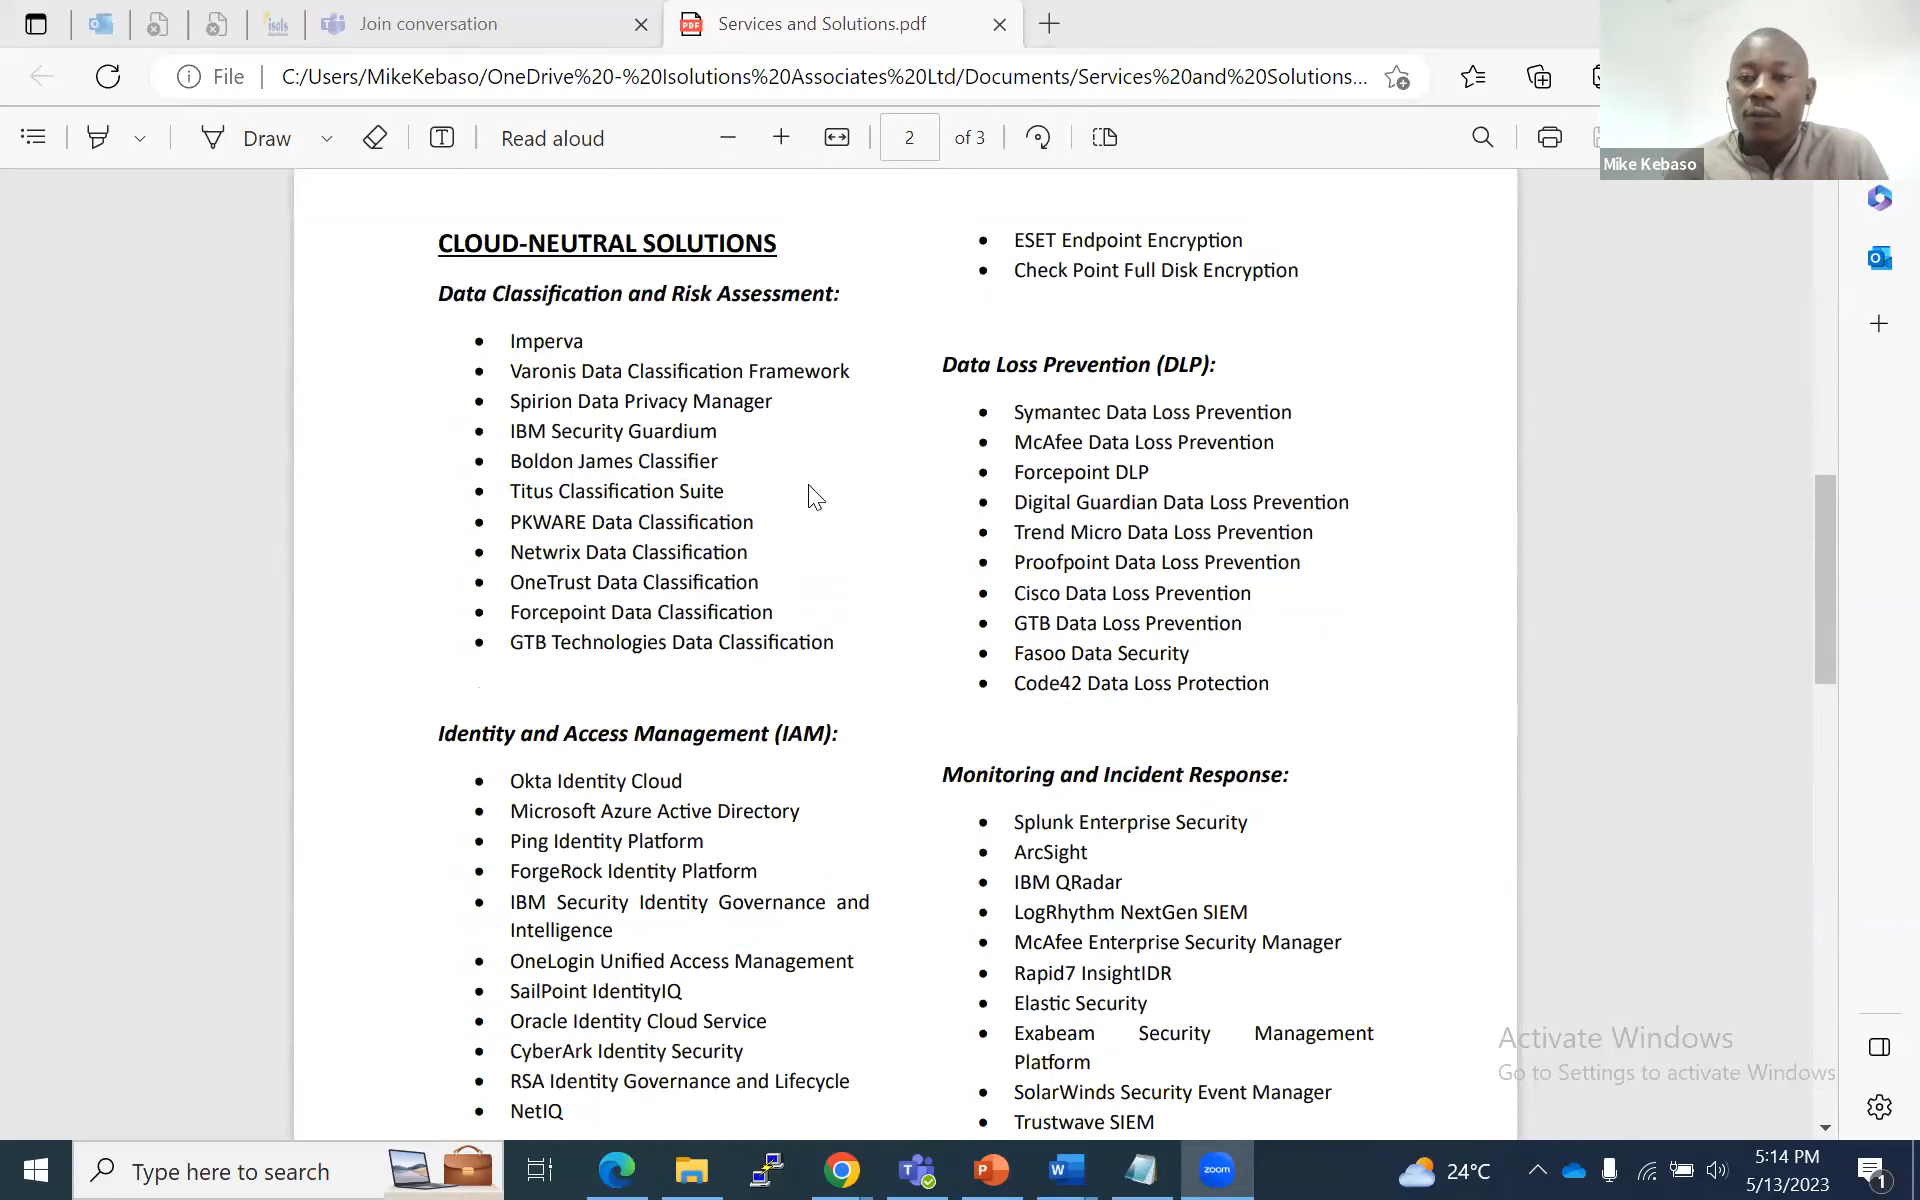 isols
Join conversation
PDF
Services and Solutions.pdf
File
C:/Users/MikeKebaso/OneDrive%20-%20Isolutions%20Associates%20Ltd/Documents/Services%20and%20Solutions...
Draw
Read aloud
2
of 3
Mike Kebaso
CLOUD-NEUTRAL SOLUTIONS
Data Classification and Risk Assessment:
• Imperva
• Varonis Data Classification Framework
• Spirion Data Privacy Manager
• IBM Security Guardium
• Boldon James Classifier
• Titus Classification Suite
• PKWARE Data Classification
• Netwrix Data Classification
• OneTrust Data Classification
• Forcepoint Data Classification
• GTB Technologies Data Classification
Identity and Access Management (IAM):
• Okta Identity Cloud
• Microsoft Azure Active Directory
• Ping Identity Platform
• ForgeRock Identity Platform
• IBM Security Identity Governance and
Intelligence
• OneLogin Unified Access Management
• SailPoint IdentityIQ
• Oracle Identity Cloud Service
• CyberArk Identity Security
• RSA Identity Governance and Lifecycle
• NetIQ
• ESET Endpoint Encryption
• Check Point Full Disk Encryption
Data Loss Prevention (DLP):
• Symantec Data Loss Prevention
• McAfee Data Loss Prevention
• Forcepoint DLP
• Digital Guardian Data Loss Prevention
• Trend Micro Data Loss Prevention
• Proofpoint Data Loss Prevention
• Cisco Data Loss Prevention
• GTB Data Loss Prevention
• Fasoo Data Security
• Code42 Data Loss Protection
Monitoring and Incident Response:
• Splunk Enterprise Security
• ArcSight
• IBM QRadar
• LogRhythm NextGen SIEM
• McAfee Enterprise Security Manager
• Rapid7 InsightIDR
• Elastic Security
• Exabeam Security Management
Platform
• SolarWinds Security Event Manager
• Trustwave SIEM
Activate Windows
Go to Settings to activate Windows
Type here to search
zoom
24°C
5:14 PM
5/13/2023
1